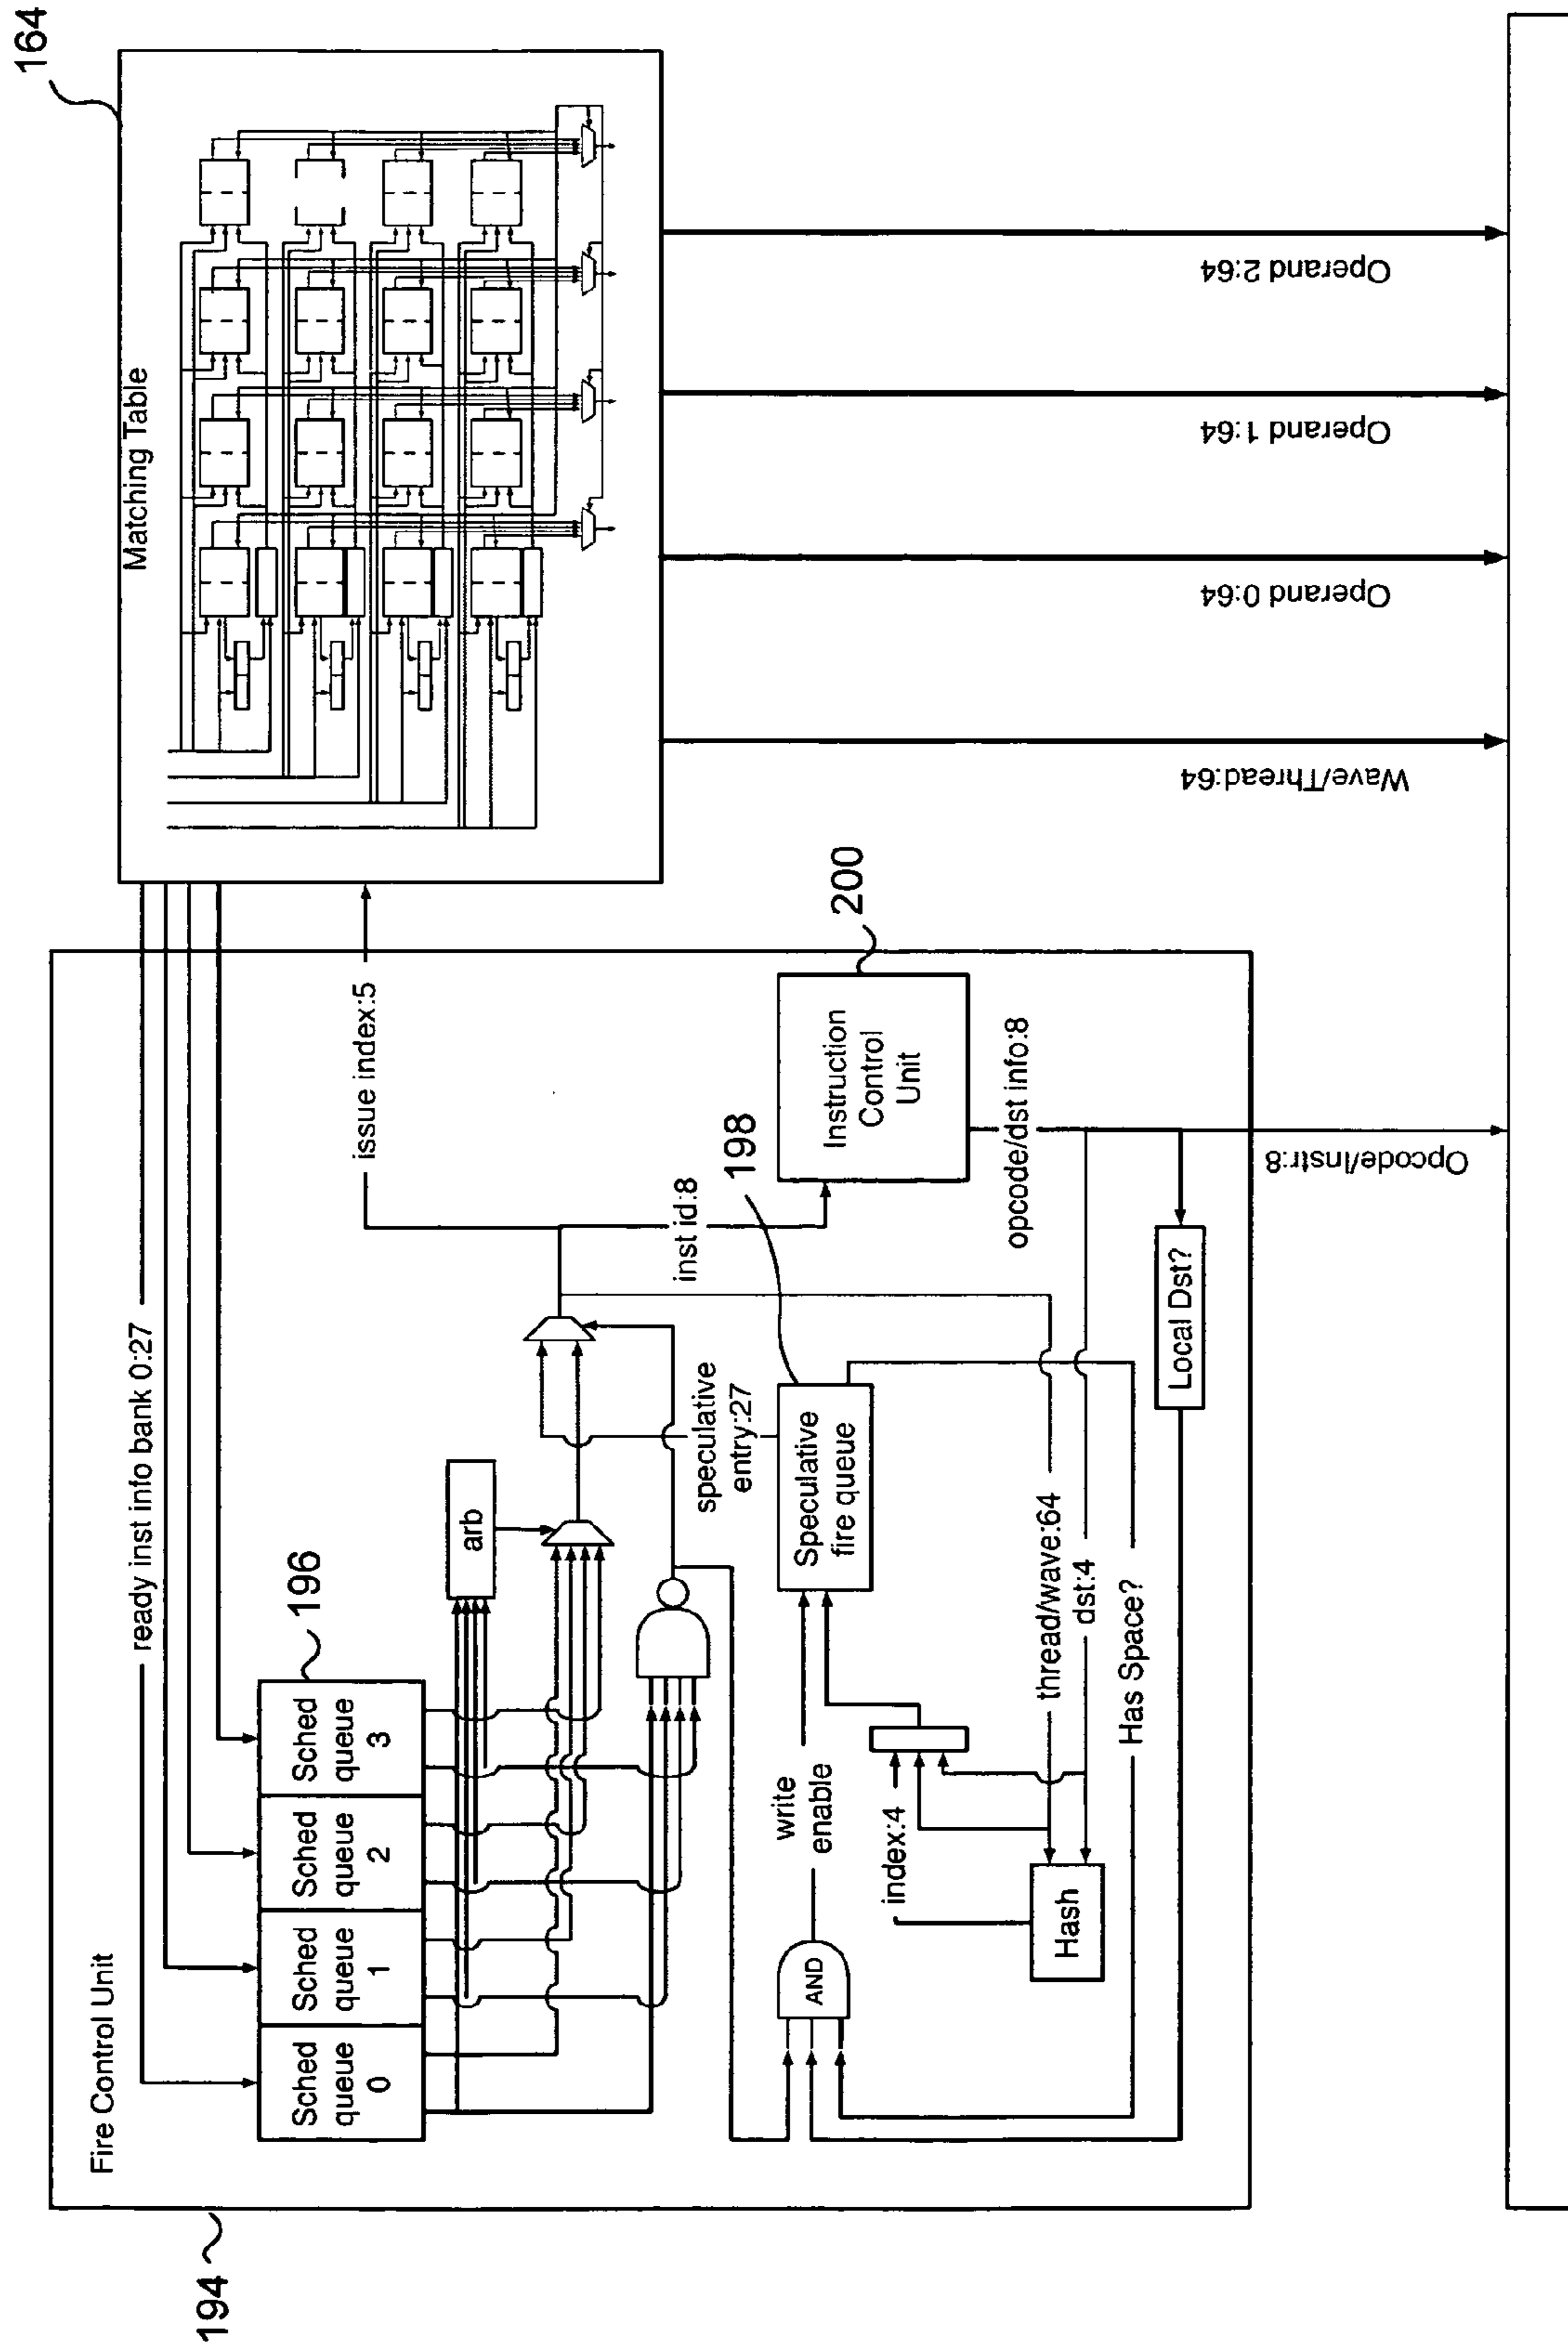 164
Matching Table
194
Fire Control Unit
ready inst info bank 0:27
Sched
queue
0
Sched
queue
1
Sched
queue
2
Sched
queue
3
196
arb
issue index:5
inst id:8
speculative
entry:27
198
Speculative
fire queue
200
Instruction
Control
Unit
opcode/dst info:8
write
enable
AND
index:4
Hash
thread/wave:64
dst:4
Has Space?
Local Dst?
Opcode/Instr:8
Wave/Thread:64
Operand 0:64
Operand 1:64
Operand 2:64